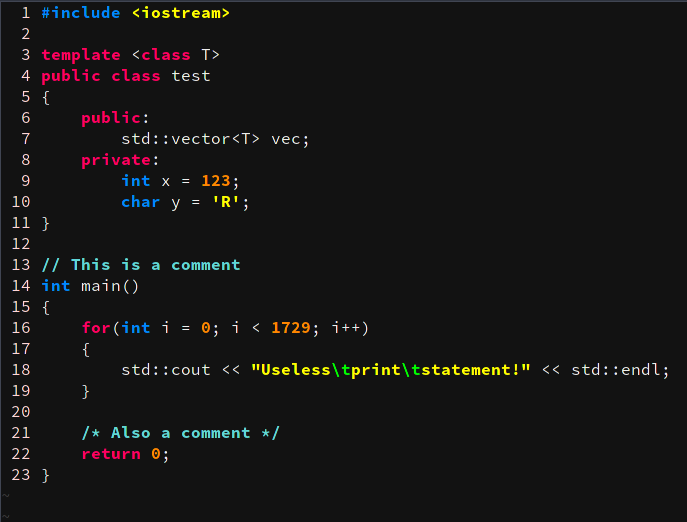 1 #include <iostream>
2
3 template <class T>
4 public class test
5 {
6     public:
7         std::vector<T> vec;
8     private:
9         int x = 123;
10         char y = 'R';
11 }
12
13 // This is a comment
14 int main()
15 {
16     for(int i = 0; i < 1729; i++)
17     {
18         std::cout << "Useless\tprint\tstatement!" << std::endl;
19     }
20
21     /* Also a comment */
22     return 0;
23 }
~
~